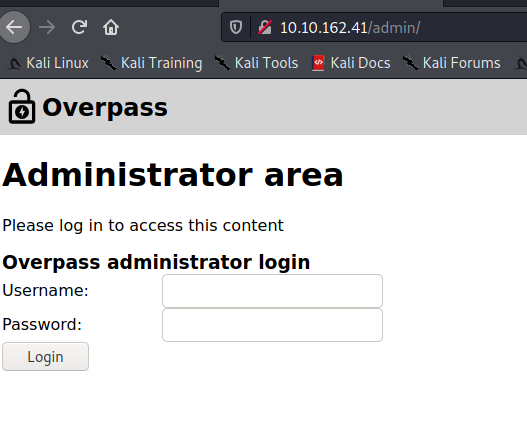 10.10.162.41/admin/
Kali Linux Kali Training Kali Tools Kali Docs Kali Forums
Overpass
Administrator area
Please log in to access this content
Overpass administrator login
Username:
Password:
Login